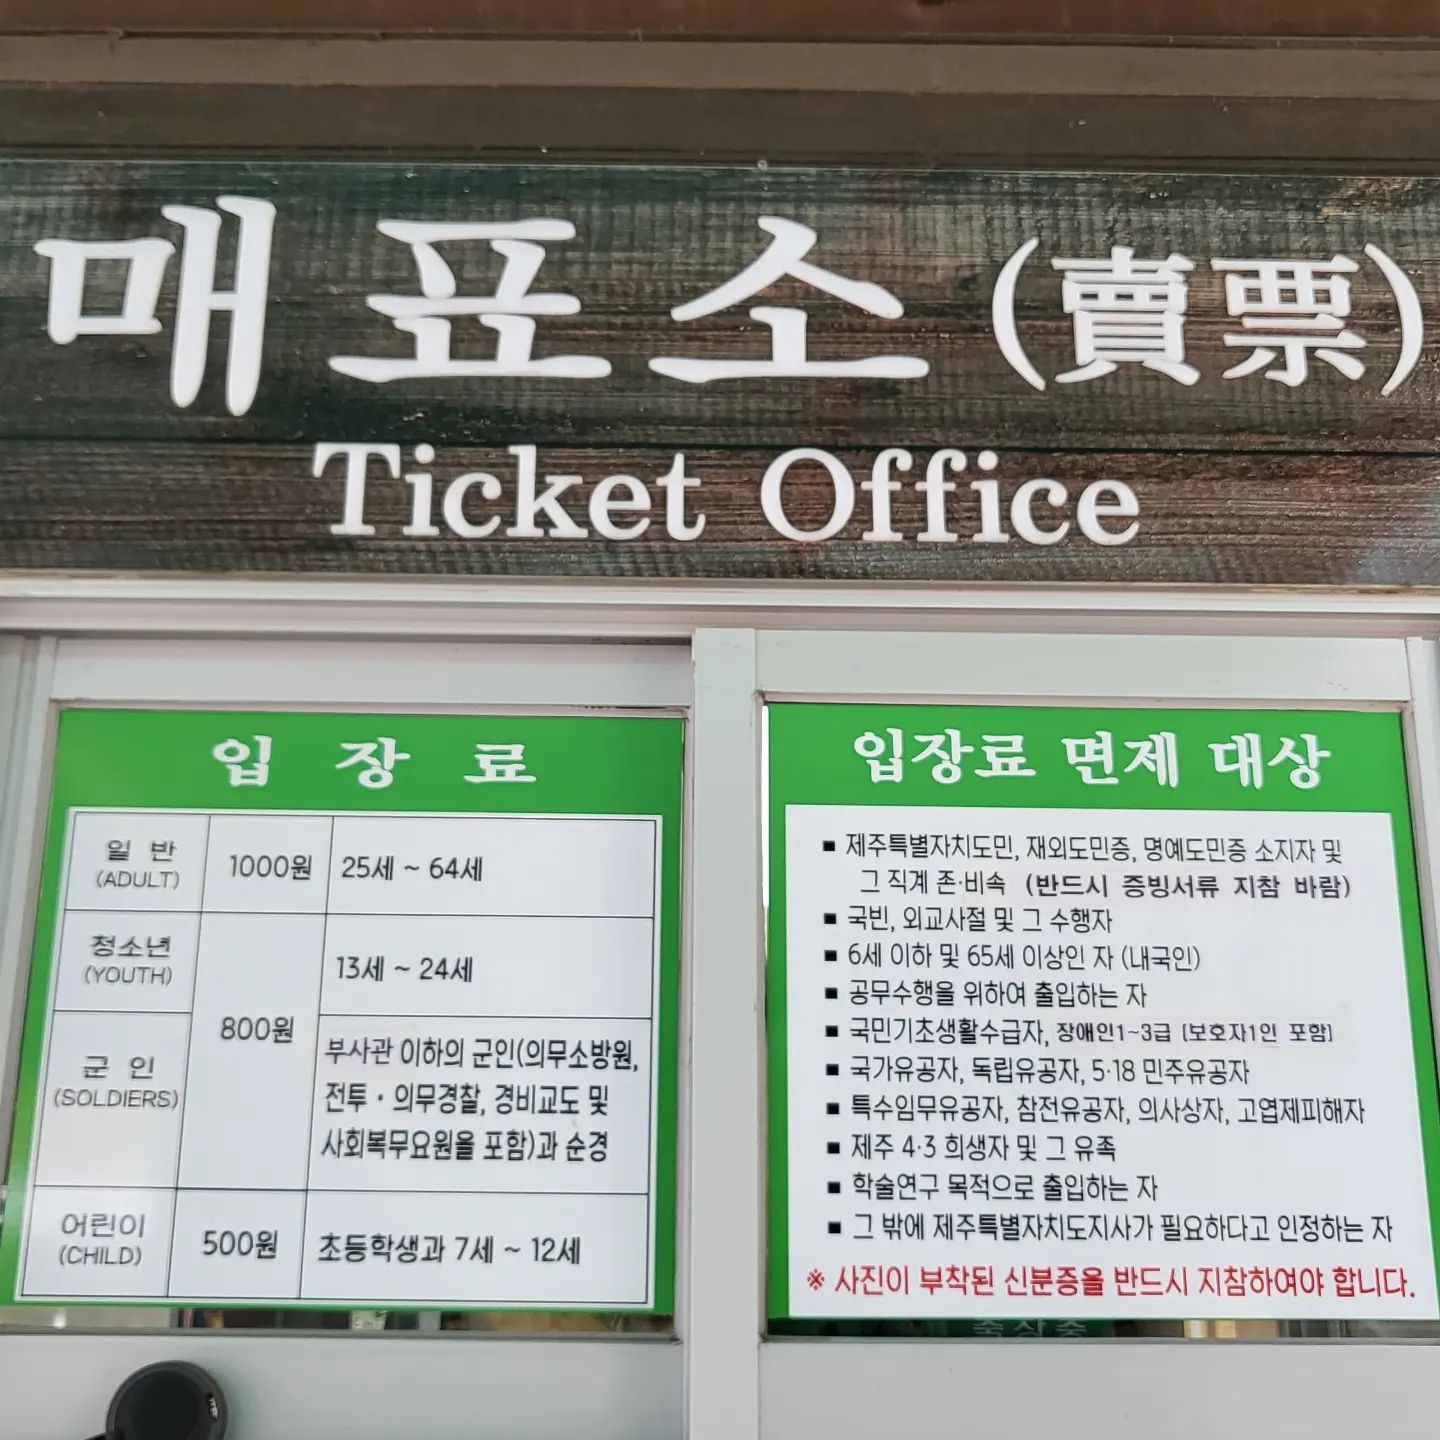 매표소(賣票)
Ticket Office
입장료
일반
(ADULT)
1000원
25세 ~ 64세
청소년
(YOUTH)
800원
13세 ~ 24세
군인
(SOLDIERS)
부사관 이하의 군인(의무소방원,
전투·의무경찰, 경비교도 및
사회복무요원을 포함)과 순경
어린이
(CHILD)
500원
초등학생과 7세 ~ 12세
입장료 면제 대상
■ 제주특별자치도민, 재외도민증, 명예도민증 소지자 및
그 직계 존·비속 (반드시 증빙서류 지참 바람)
■ 국빈, 외교사절 및 그 수행자
■ 6세 이하 및 65세 이상인 자 (내국인)
■ 공무수행을 위하여 출입하는 자
■ 국민기초생활수급자, 장애인1~3급 [보호자1인 포함]
■ 국가유공자, 독립유공자, 5·18 민주유공자
■ 특수임무유공자, 참전유공자, 의사상자, 고엽제피해자
■ 제주 4·3 희생자 및 그 유족
■ 학술연구 목적으로 출입하는 자
■ 그 밖에 제주특별자치도지사가 필요하다고 인정하는 자
※ 사진이 부착된 신분증을 반드시 지참하여야 합니다.